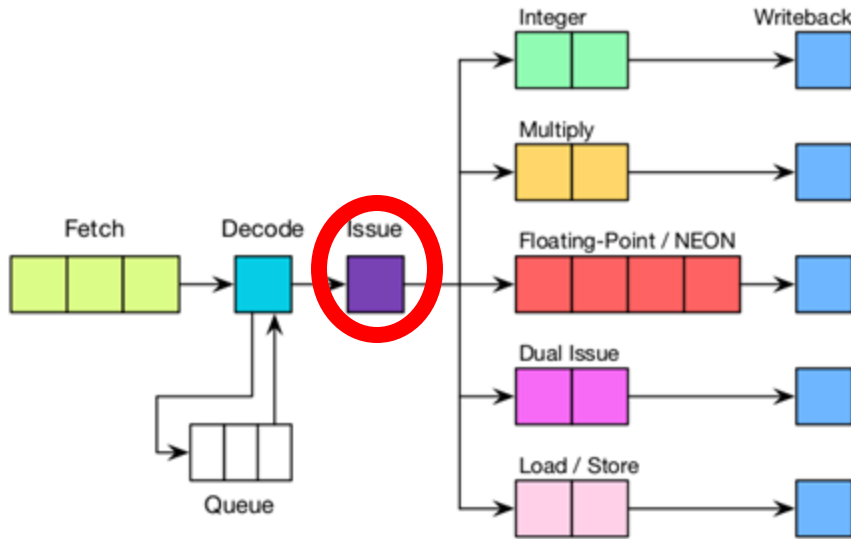 Integer
Writeback
Multiply
Fetch
Decode
Issue
Floating-Point / NEON
Dual Issue
Load / Store
Queue